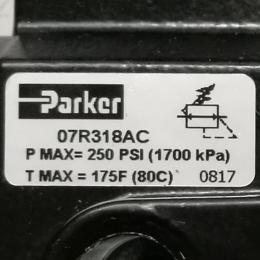 Parker
07R318AC
P MAX= 250 PSI (1700 kPa)
T MAX = 175F (80C) 0817